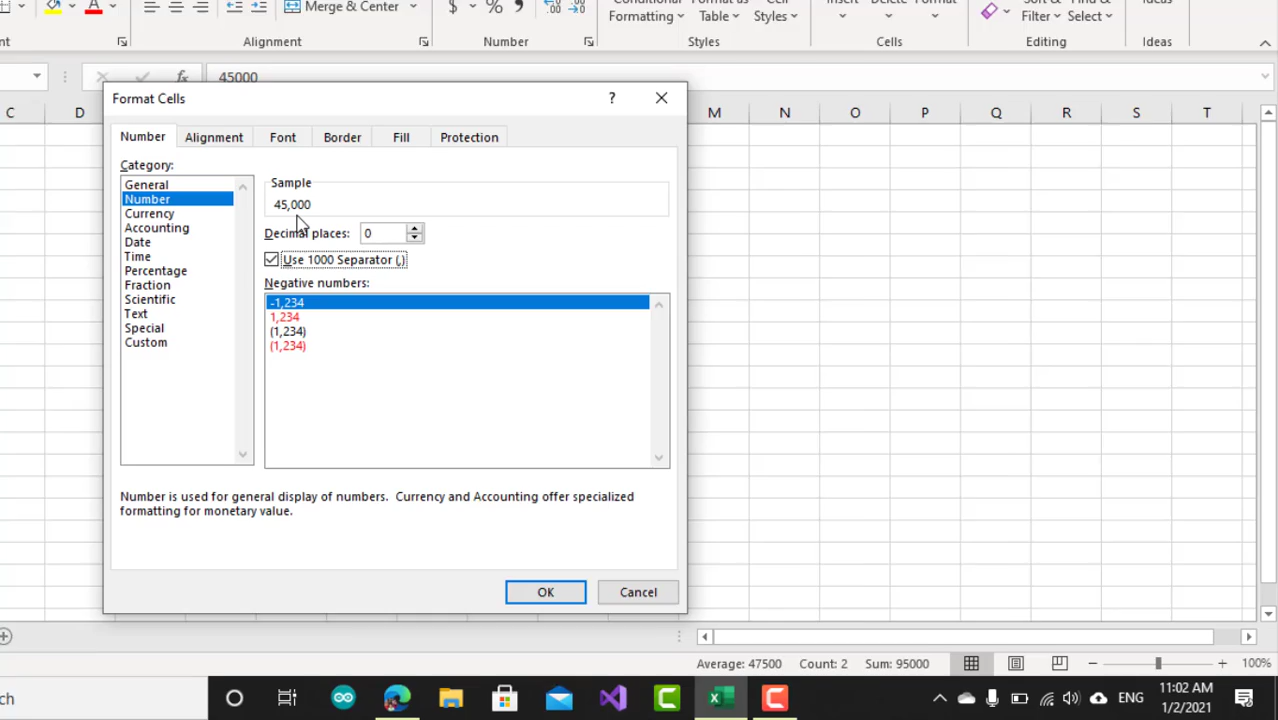 Merge & Center
$ % ,
Conditional Format as Cell Insert Delete Format Sort & Find & Ideas
Formatting Table Styles Filter Select
nt Alignment Number Styles Cells Editing Ideas
fx 45000
C D M N O P Q R S T
Format Cells ?
Number Alignment Font Border Fill Protection
Category:
General
Number
Currency
Accounting
Date
Time
Percentage
Fraction
Scientific
Text
Special
Custom
Sample
45,000
Decimal places: 0
Use 1000 Separator (,)
Negative numbers:
-1,234
1,234
(1,234)
(1,234)
Number is used for general display of numbers. Currency and Accounting offer specialized
formatting for monetary value.
OK Cancel
Average: 47500 Count: 2 Sum: 95000 100%
ch ENG 11:02 AM
1/2/2021